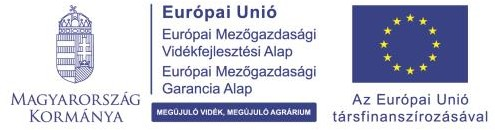 MAGYARORSZÁG
KORMÁNYA
Európai Unió
Európai Mezőgazdasági
Vidékfejlesztési Alap
Európai Mezőgazdasági
Garancia Alap
MEGÚJULÓ VIDÉK, MEGÚJULÓ AGRÁRIUM
Az Európai Unió
társfinanszírozásával